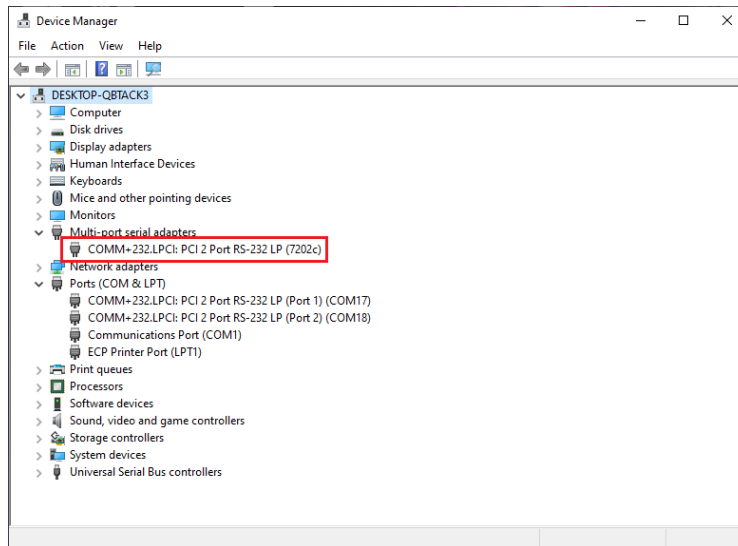 Device Manager
File Action View Help
DESKTOP-QBTACK3
Computer
Disk drives
Display adapters
Human Interface Devices
Keyboards
Mice and other pointing devices
Monitors
Multi-port serial adapters
COMM+232.LPCI: PCI 2 Port RS-232 LP (7202c)
Network adapters
Ports (COM & LPT)
COMM+232.LPCI: PCI 2 Port RS-232 LP (Port 1) (COM17)
COMM+232.LPCI: PCI 2 Port RS-232 LP (Port 2) (COM18)
Communications Port (COM1)
ECP Printer Port (LPT1)
Print queues
Processors
Software devices
Sound, video and game controllers
Storage controllers
System devices
Universal Serial Bus controllers